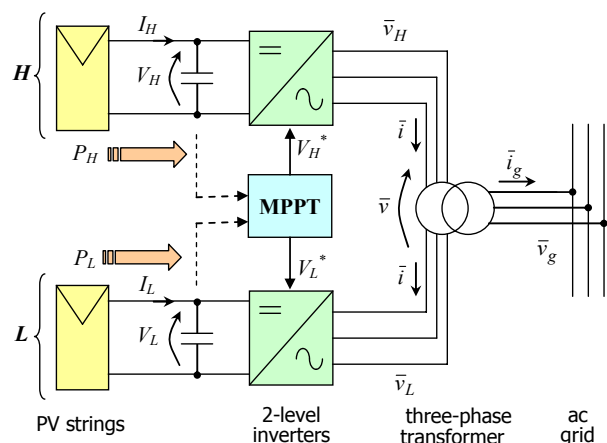 I_H
v̄_H
H
V_H
ī
P_H
V_H*
ī_g
MPPT
v̄
P_L
V_L*
v̄_g
I_L
ī
L
V_L
v̄_L
PV strings
2-level
inverters
three-phase
transformer
ac
grid